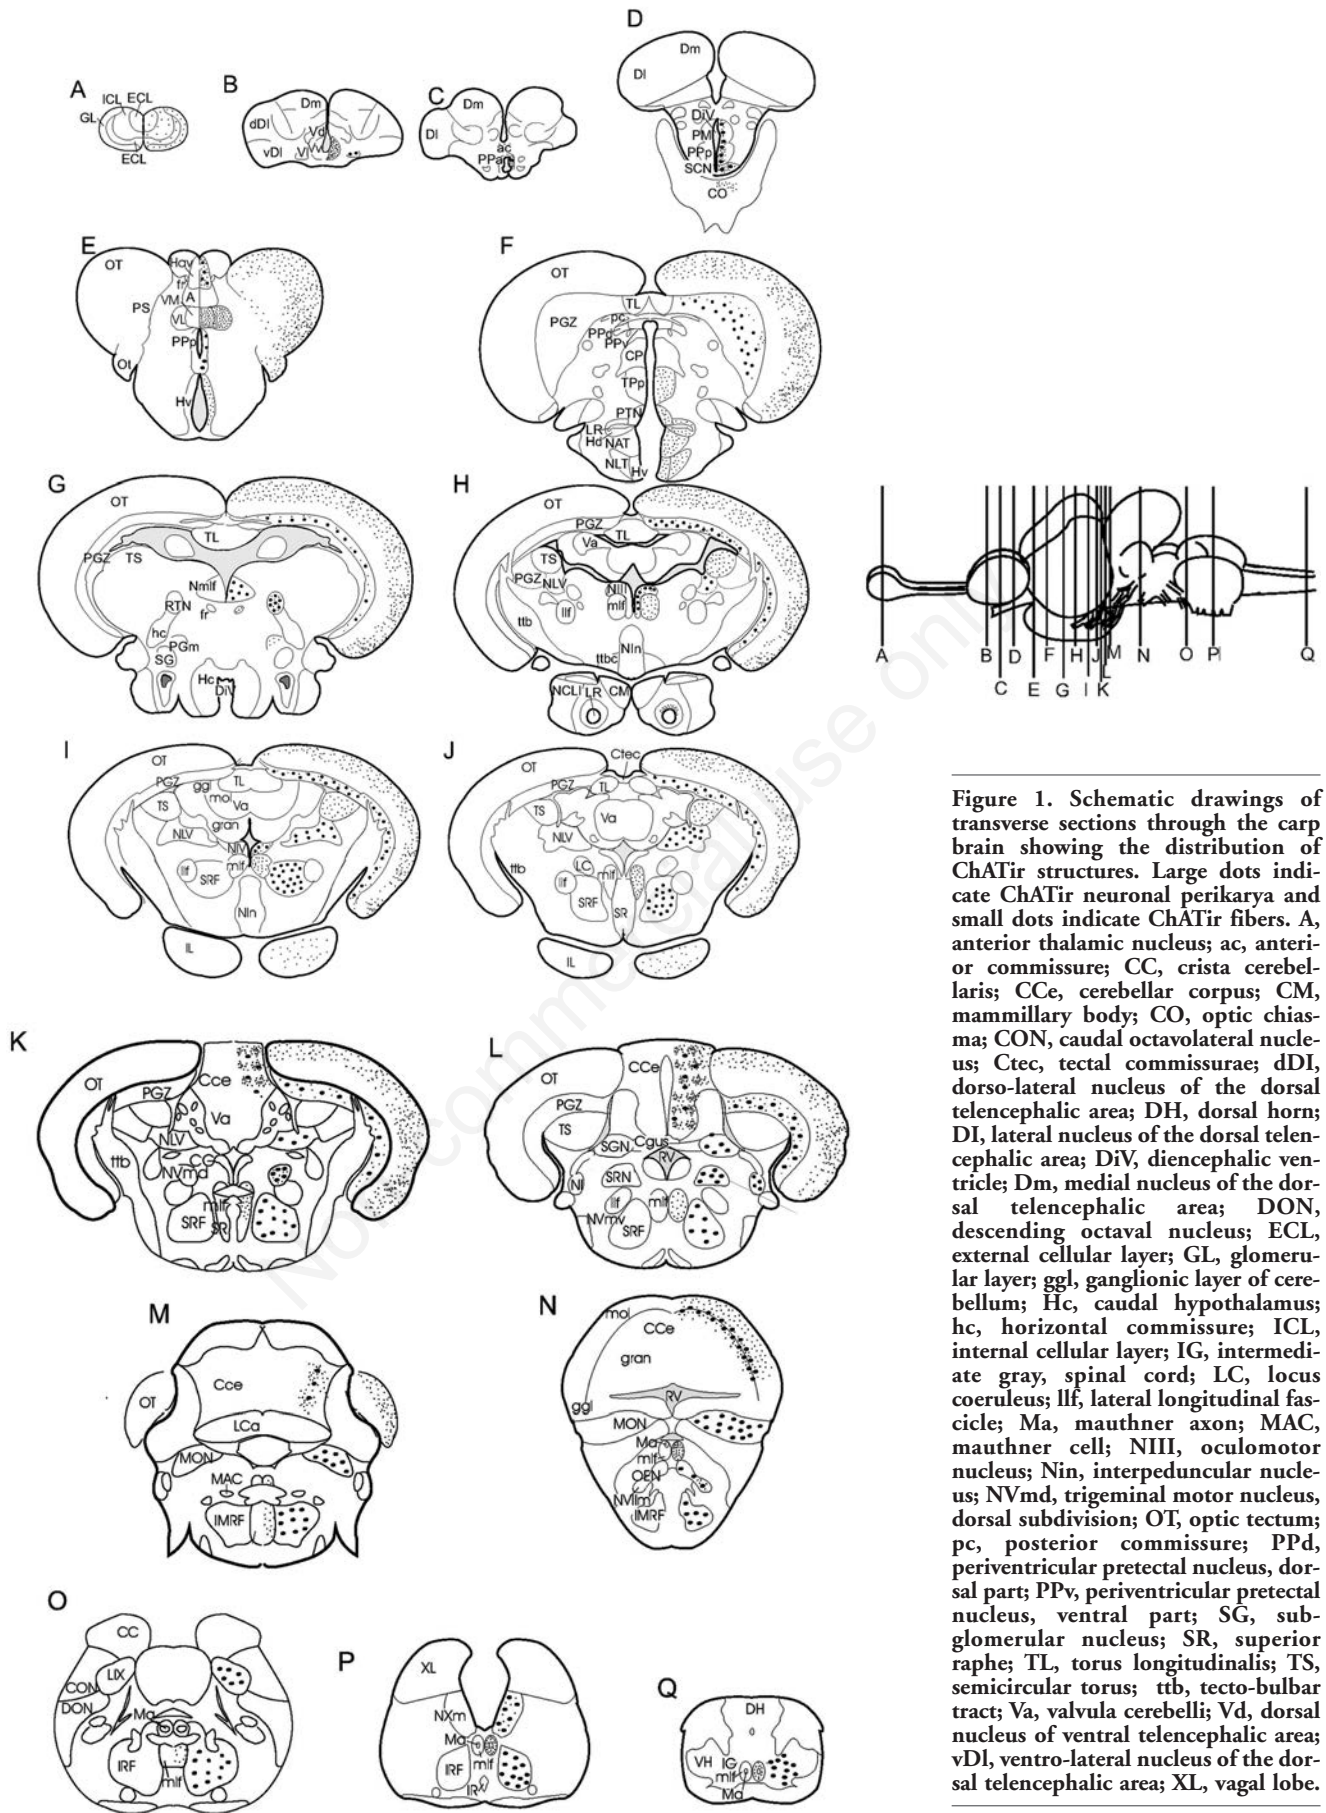 D
Dm
Dl
DiV
PM
PPp
SCN
CO
A
ICL ECL
GL
ECL
B
Dm
dDl
Vd
vDl Vl Vv
C
Dm
Dl
ac
PPa
E
OT
Hav
fr
A
VM
PS
VL
PPp
Ot
Hv
F
OT
TL
PGZ
pc
PPd
PPv
CP
TPp
PTN
LR
Hd NAT
NLT
Hv
G
OT
TL
PGZ TS
Nmlf
RTN
fr
hc
PGm
SG
Hc
DiV
H
OT
PGZ TL
Va
TS
PGZ NLV
NIII
mlf
llf
ttb
NIn
ttbc
NCLI LR CM
A B D F H J M N O P Q
C E G I K L
I
OT
PGZ ggl TL
mol Va
TS
gran
NLV
NIV
mlf
llf SRF
NIn
IL
J
Ctec
OT
PGZ TL
TS
Va
NLV
ttb
LC mlf
llf
SRF
SR
IL
K
OT
Cce
PGZ
Va
NLV
ttb
CG
NVmd
mlf
SRF SR
L
OT
CCe
PGZ
TS
SGN Cgus
RV
NI SRN
llf mlf
NVmv
SRF
M
Cce
OT
LCa
MON
MAC
IMRF
N
mol
CCe
gran
ggl
RV
MON
Ma
mlf
OEN
NVIIm
IMRF
O
CC
LIX
CON
DON
Ma
IRF
mlf
P
XL
NXm
Ma
mlf
IRF
IR
Q
DH
VH IG
mlf
Ma
Non commercial use only
Figure 1. Schematic drawings of
transverse sections through the carp
brain showing the distribution of
ChATir structures. Large dots indi-
cate ChATir neuronal perikarya and
small dots indicate ChATir fibers. A,
anterior thalamic nucleus; ac, anteri-
or commissure; CC, crista cerebel-
laris; CCe, cerebellar corpus; CM,
mammillary body; CO, optic chias-
ma; CON, caudal octavolateral nucle-
us; Ctec, tectal commissurae; dDI,
dorso-lateral nucleus of the dorsal
telencephalic area; DH, dorsal horn;
DI, lateral nucleus of the dorsal telen-
cephalic area; DiV, diencephalic ven-
tricle; Dm, medial nucleus of the dor-
sal telencephalic area; DON,
descending octaval nucleus; ECL,
external cellular layer; GL, glomeru-
lar layer; ggl, ganglionic layer of cere-
bellum; Hc, caudal hypothalamus;
hc, horizontal commissure; ICL,
internal cellular layer; IG, intermedi-
ate gray, spinal cord; LC, locus
coeruleus; llf, lateral longitudinal fas-
cicle; Ma, mauthner axon; MAC,
mauthner cell; NIII, oculomotor
nucleus; Nin, interpeduncular nucle-
us; NVmd, trigeminal motor nucleus,
dorsal subdivision; OT, optic tectum;
pc, posterior commissure; PPd,
periventricular pretectal nucleus, dor-
sal part; PPv, periventricular pretectal
nucleus, ventral part; SG, sub-
glomerular nucleus; SR, superior
raphe; TL, torus longitudinalis; TS,
semicircular torus; ttb, tecto-bulbar
tract; Va, valvula cerebelli; Vd, dorsal
nucleus of ventral telencephalic area;
vDl, ventro-lateral nucleus of the dor-
sal telencephalic area; XL, vagal lobe.